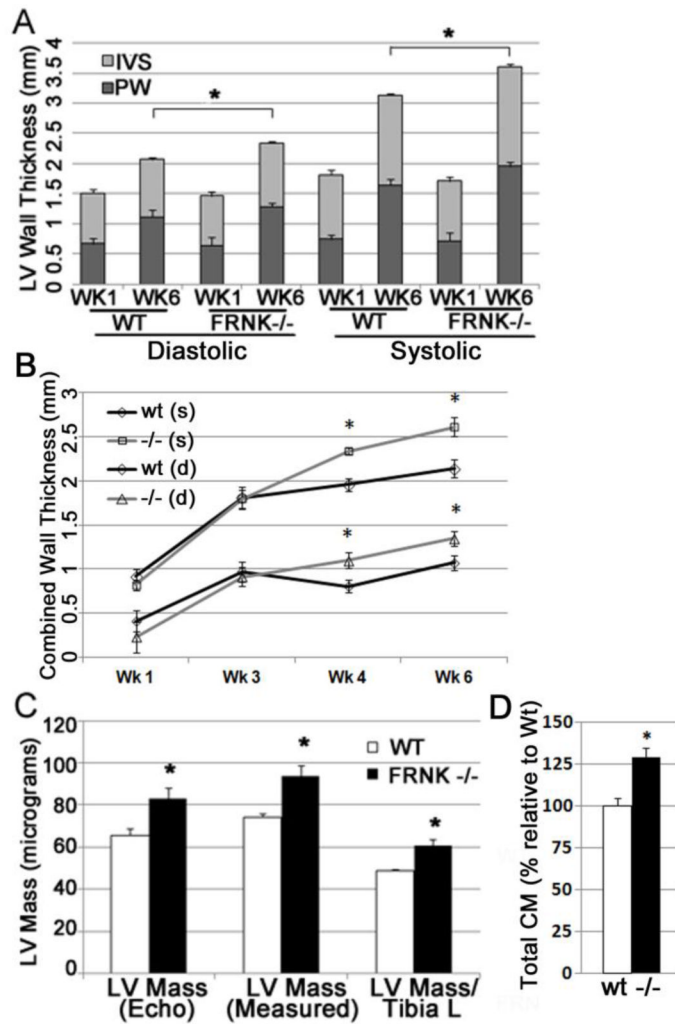 A
LV Wall Thickness (mm)
0 0.5 1 1.5 2 2.5 3 3.5 4
IVS
PW
*
*
WK1 WK6 WK1 WK6 WK1 WK6 WK1 WK6
WT FRNK-/- WT FRNK-/-
Diastolic Systolic
B
Combined Wall Thickness (mm)
0 0.5 1 1.5 2 2.5 3
wt (s)
-/- (s)
wt (d)
-/- (d)
* *
* *
Wk 1 Wk 3 Wk 4 Wk 6
C
LV Mass (micrograms)
120
100
80
60
40
20
0
WT
FRNK -/-
* * *
LV Mass (Echo)
LV Mass (Measured)
LV Mass/ Tibia L
D
Total CM (% relative to Wt)
150
125
100
75
50
25
0
*
wt -/-